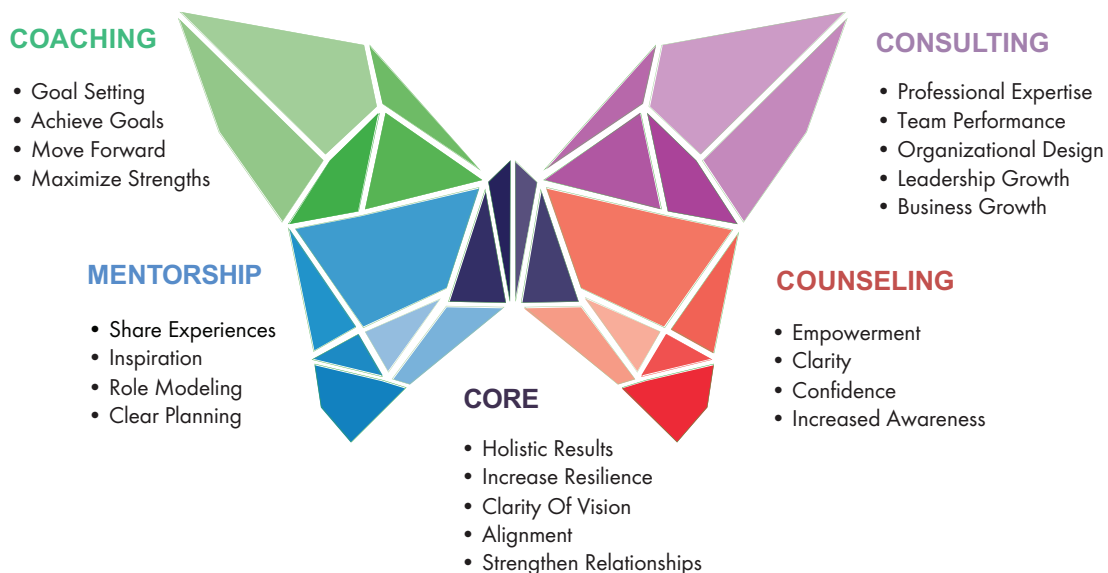 COACHING
• Goal Setting
• Achieve Goals
• Move Forward
• Maximize Strengths
CONSULTING
• Professional Expertise
• Team Performance
• Organizational Design
• Leadership Growth
• Business Growth
MENTORSHIP
• Share Experiences
• Inspiration
• Role Modeling
• Clear Planning
COUNSELING
• Empowerment
• Clarity
• Confidence
• Increased Awareness
CORE
• Holistic Results
• Increase Resilience
• Clarity Of Vision
• Alignment
• Strengthen Relationships